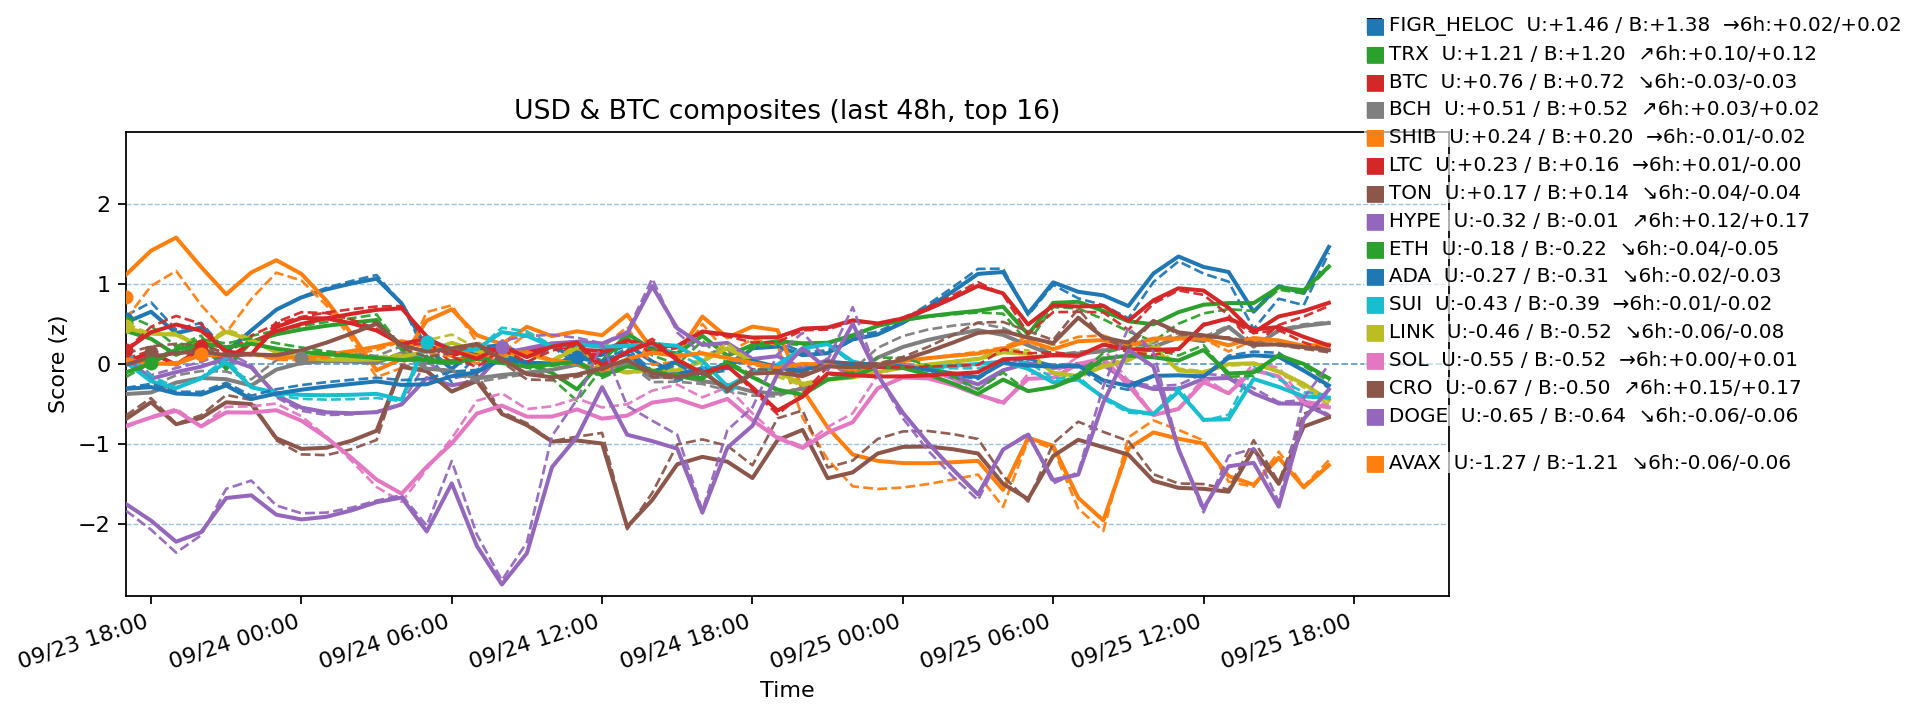 FIGR_HELOC U:+1.46 / B:+1.38 →6h:+0.02/+0.02
TRX U:+1.21 / B:+1.20 ↗6h:+0.10/+0.12
BTC U:+0.76 / B:+0.72 ↘6h:-0.03/-0.03
BCH U:+0.51 / B:+0.52 ↗6h:+0.03/+0.02
SHIB U:+0.24 / B:+0.20 →6h:-0.01/-0.02
LTC U:+0.23 / B:+0.16 →6h:+0.01/-0.00
TON U:+0.17 / B:+0.14 ↘6h:-0.04/-0.04
HYPE U:-0.32 / B:-0.01 ↗6h:+0.12/+0.17
ETH U:-0.18 / B:-0.22 ↘6h:-0.04/-0.05
ADA U:-0.27 / B:-0.31 ↘6h:-0.02/-0.03
SUI U:-0.43 / B:-0.39 →6h:-0.01/-0.02
LINK U:-0.46 / B:-0.52 ↘6h:-0.06/-0.08
SOL U:-0.55 / B:-0.52 →6h:+0.00/+0.01
CRO U:-0.67 / B:-0.50 ↗6h:+0.15/+0.17
DOGE U:-0.65 / B:-0.64 ↘6h:-0.06/-0.06
AVAX U:-1.27 / B:-1.21 ↘6h:-0.06/-0.06
USD & BTC composites (last 48h, top 16)
Score (z)
2
1
0
−1
−2
09/23 18:00
09/24 00:00
09/24 06:00
09/24 12:00
09/24 18:00
09/25 00:00
09/25 06:00
09/25 12:00
09/25 18:00
Time